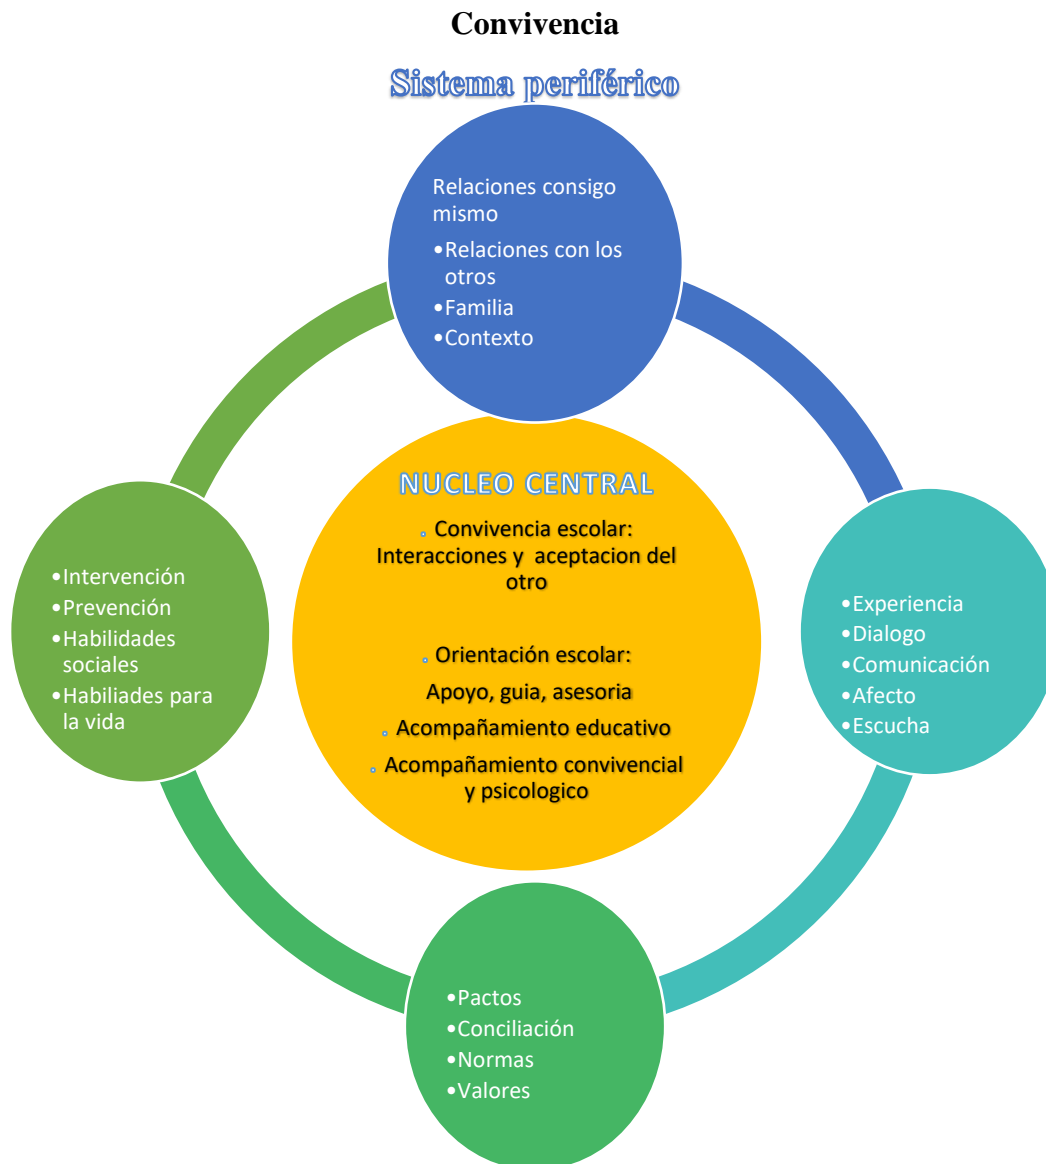 Convivencia
Sistema periférico
Relaciones consigo
mismo
•Relaciones con los
otros
•Familia
•Contexto
NUCLEO CENTRAL
. Convivencia escolar:
Interacciones y aceptacion del
otro
. Orientación escolar:
Apoyo, guia, asesoria
. Acompañamiento educativo
. Acompañamiento convivencial
y psicologico
•Experiencia
•Dialogo
•Comunicación
•Afecto
•Escucha
•Pactos
•Conciliación
•Normas
•Valores
•Intervención
•Prevención
•Habilidades
sociales
•Habiliades para
la vida